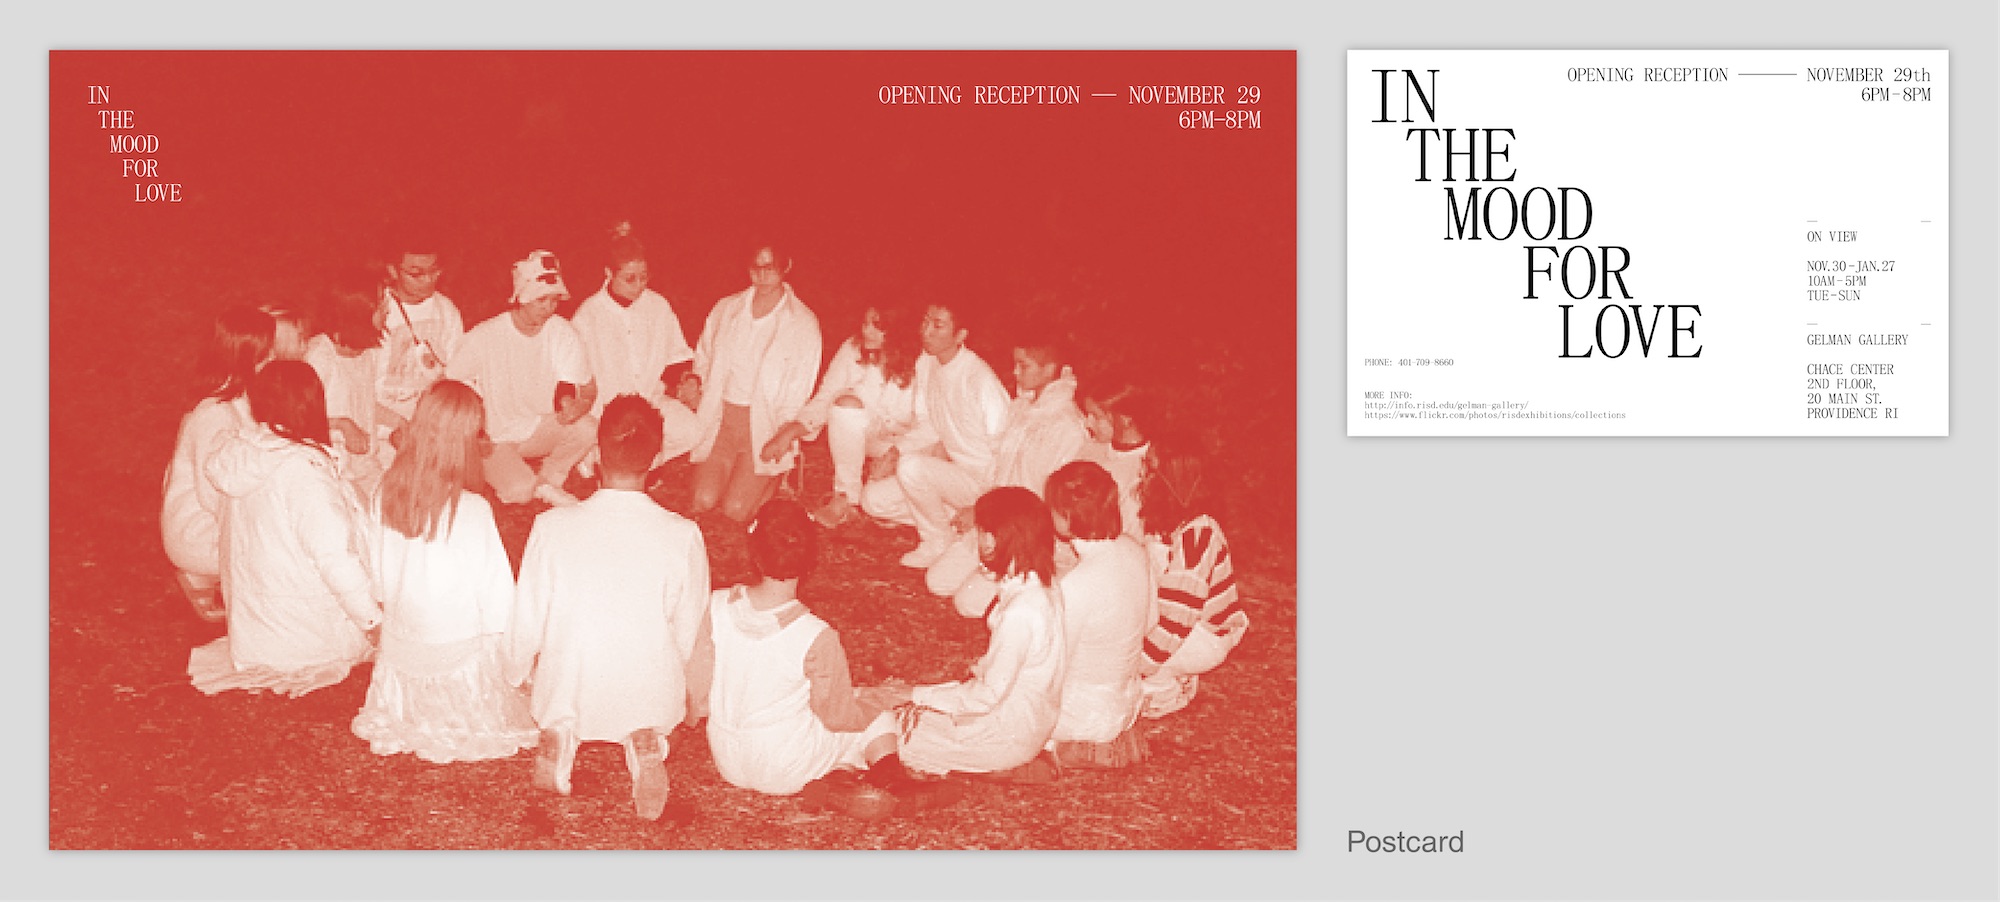 IN
THE
MOOD
FOR
LOVE
OPENING RECEPTION — NOVEMBER 29
6PM—8PM
IN
THE
MOOD
FOR
LOVE
OPENING RECEPTION —— NOVEMBER 29th
6PM-8PM
ON VIEW
NOV.30-JAN.27
10AM-5PM
TUE-SUN
GELMAN GALLERY
CHACE CENTER
2ND FLOOR,
20 MAIN ST.
PROVIDENCE RI
PHONE: 401-709-8660
MORE INFO:
http://info.risd.edu/gelman-gallery/
https://www.flickr.com/photos/risdexhibitions/collections
Postcard